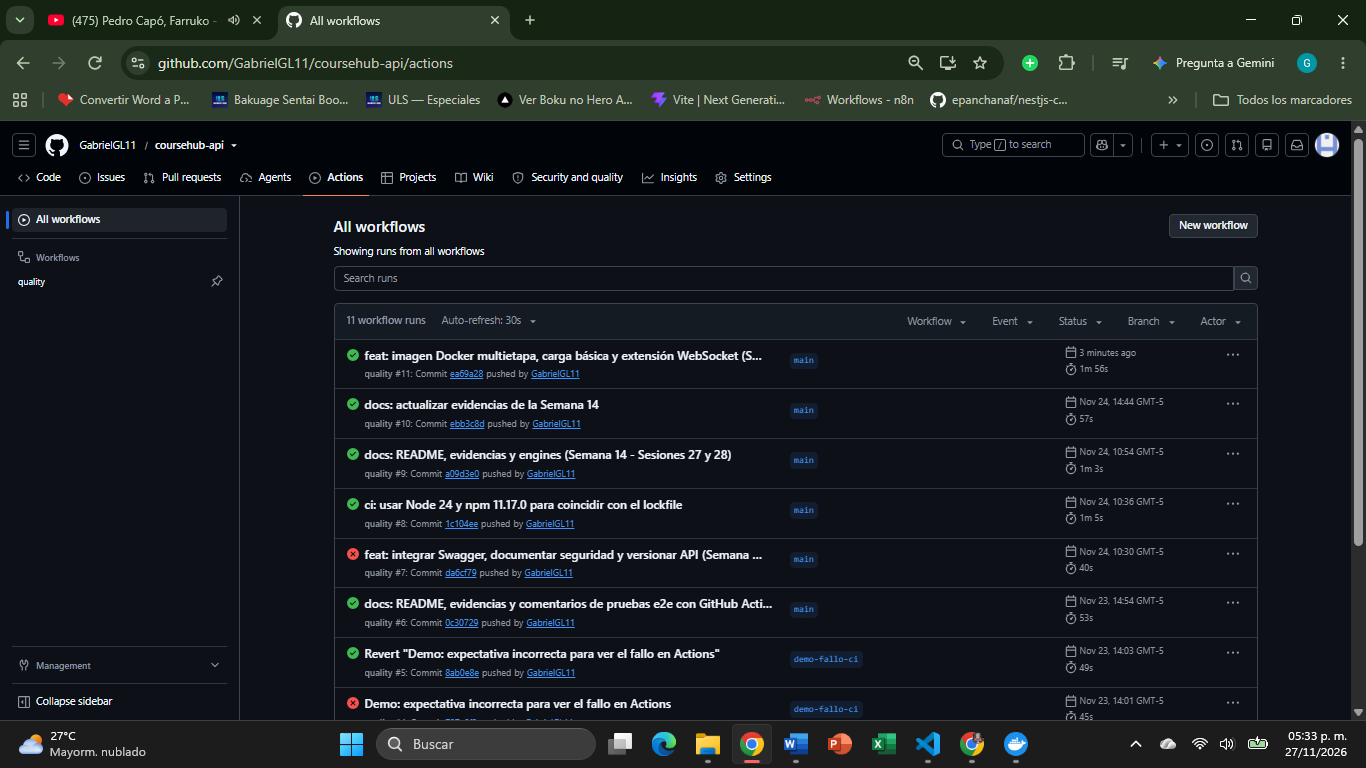 (475) Pedro Capó, Farruko -
All workflows
github.com/GabrielGL11/coursehub-api/actions
Pregunta a Gemini
G
Convertir Word a P...
Bakuage Sentai Boo...
ULS — Especiales
Ver Boku no Hero A...
Vite | Next Generati...
Workflows - n8n
epanchanaf/nestjs-c...
Todos los marcadores
GabrielGL11 / coursehub-api
Type / to search
Code
Issues
Pull requests
Agents
Actions
Projects
Wiki
Security and quality
Insights
Settings
All workflows
Workflows
quality
Management
Collapse sidebar
All workflows
New workflow
Showing runs from all workflows
Search runs
11 workflow runs
Auto-refresh: 30s
Workflow
Event
Status
Branch
Actor
feat: imagen Docker multietapa, carga básica y extensión WebSocket (S...
quality #11: Commit ea69a28 pushed by GabrielGL11
main
3 minutes ago
1m 56s
docs: actualizar evidencias de la Semana 14
quality #10: Commit ebb3c8d pushed by GabrielGL11
main
Nov 24, 14:44 GMT-5
57s
docs: README, evidencias y engines (Semana 14 - Sesiones 27 y 28)
quality #9: Commit a09d3e0 pushed by GabrielGL11
main
Nov 24, 10:54 GMT-5
1m 3s
ci: usar Node 24 y npm 11.17.0 para coincidir con el lockfile
quality #8: Commit 1c104ee pushed by GabrielGL11
main
Nov 24, 10:36 GMT-5
1m 5s
feat: integrar Swagger, documentar seguridad y versionar API (Semana ...
quality #7: Commit da6cf79 pushed by GabrielGL11
main
Nov 24, 10:30 GMT-5
40s
docs: README, evidencias y comentarios de pruebas e2e con GitHub Acti...
quality #6: Commit 0c30729 pushed by GabrielGL11
main
Nov 23, 14:54 GMT-5
53s
Revert "Demo: expectativa incorrecta para ver el fallo en Actions"
quality #5: Commit 8ab0e8e pushed by GabrielGL11
demo-fallo-ci
Nov 23, 14:03 GMT-5
49s
Demo: expectativa incorrecta para ver el fallo en Actions
demo-fallo-ci
Nov 23, 14:01 GMT-5
45s
27°C
Mayorm. nublado
Buscar
05:33 p. m.
27/11/2026